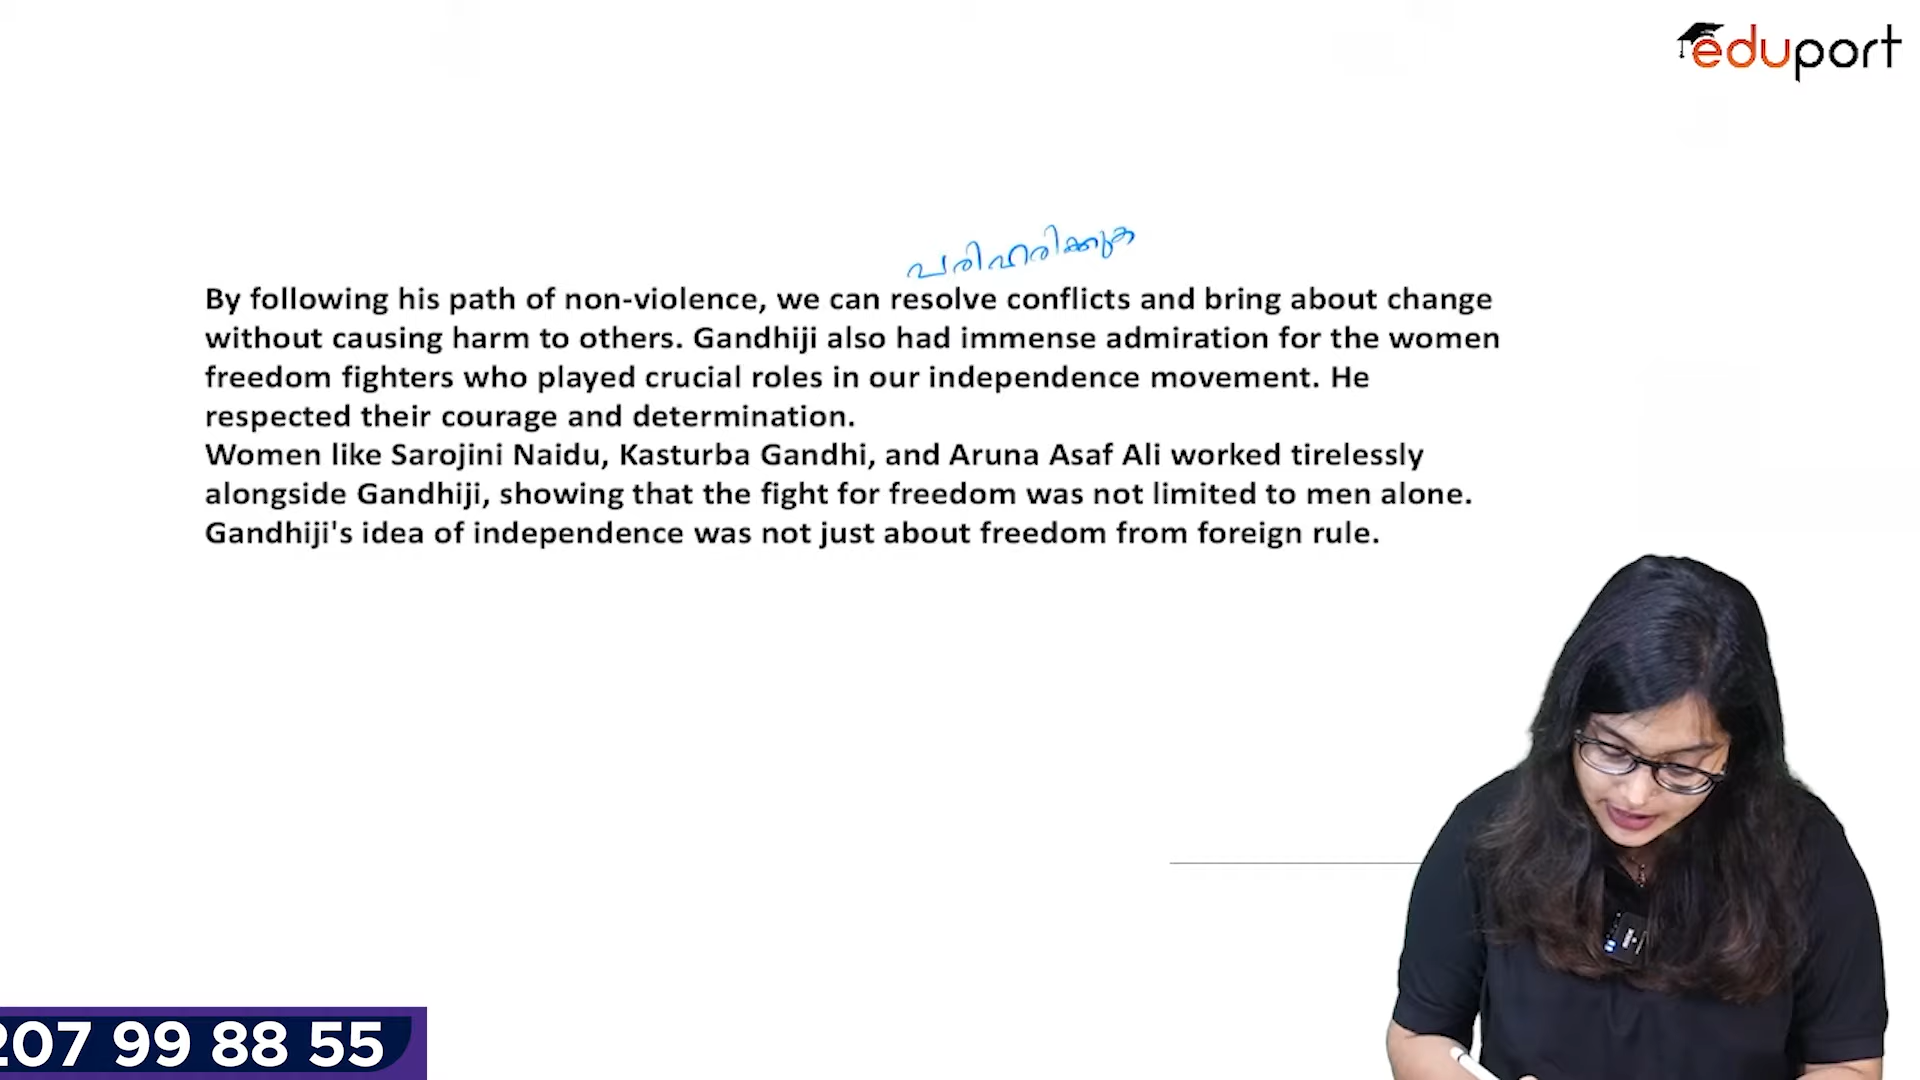 eduport
പരിഹരിക്കുക
By following his path of non-violence, we can resolve conflicts and bring about change
without causing harm to others. Gandhiji also had immense admiration for the women
freedom fighters who played crucial roles in our independence movement. He
respected their courage and determination.
Women like Sarojini Naidu, Kasturba Gandhi, and Aruna Asaf Ali worked tirelessly
alongside Gandhiji, showing that the fight for freedom was not limited to men alone.
Gandhiji's idea of independence was not just about freedom from foreign rule.
207 99 88 55